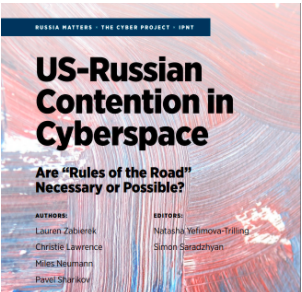 RUSSIA MATTERS · THE CYBER PROJECT · IPNT
US-Russian
Contention in
Cyberspace
Are “Rules of the Road”
Necessary or Possible?
AUTHORS:
Lauren Zabierek
Christie Lawrence
Miles Neumann
Pavel Sharikov
EDITORS:
Natasha Yefimova-Trilling
Simon Saradzhyan